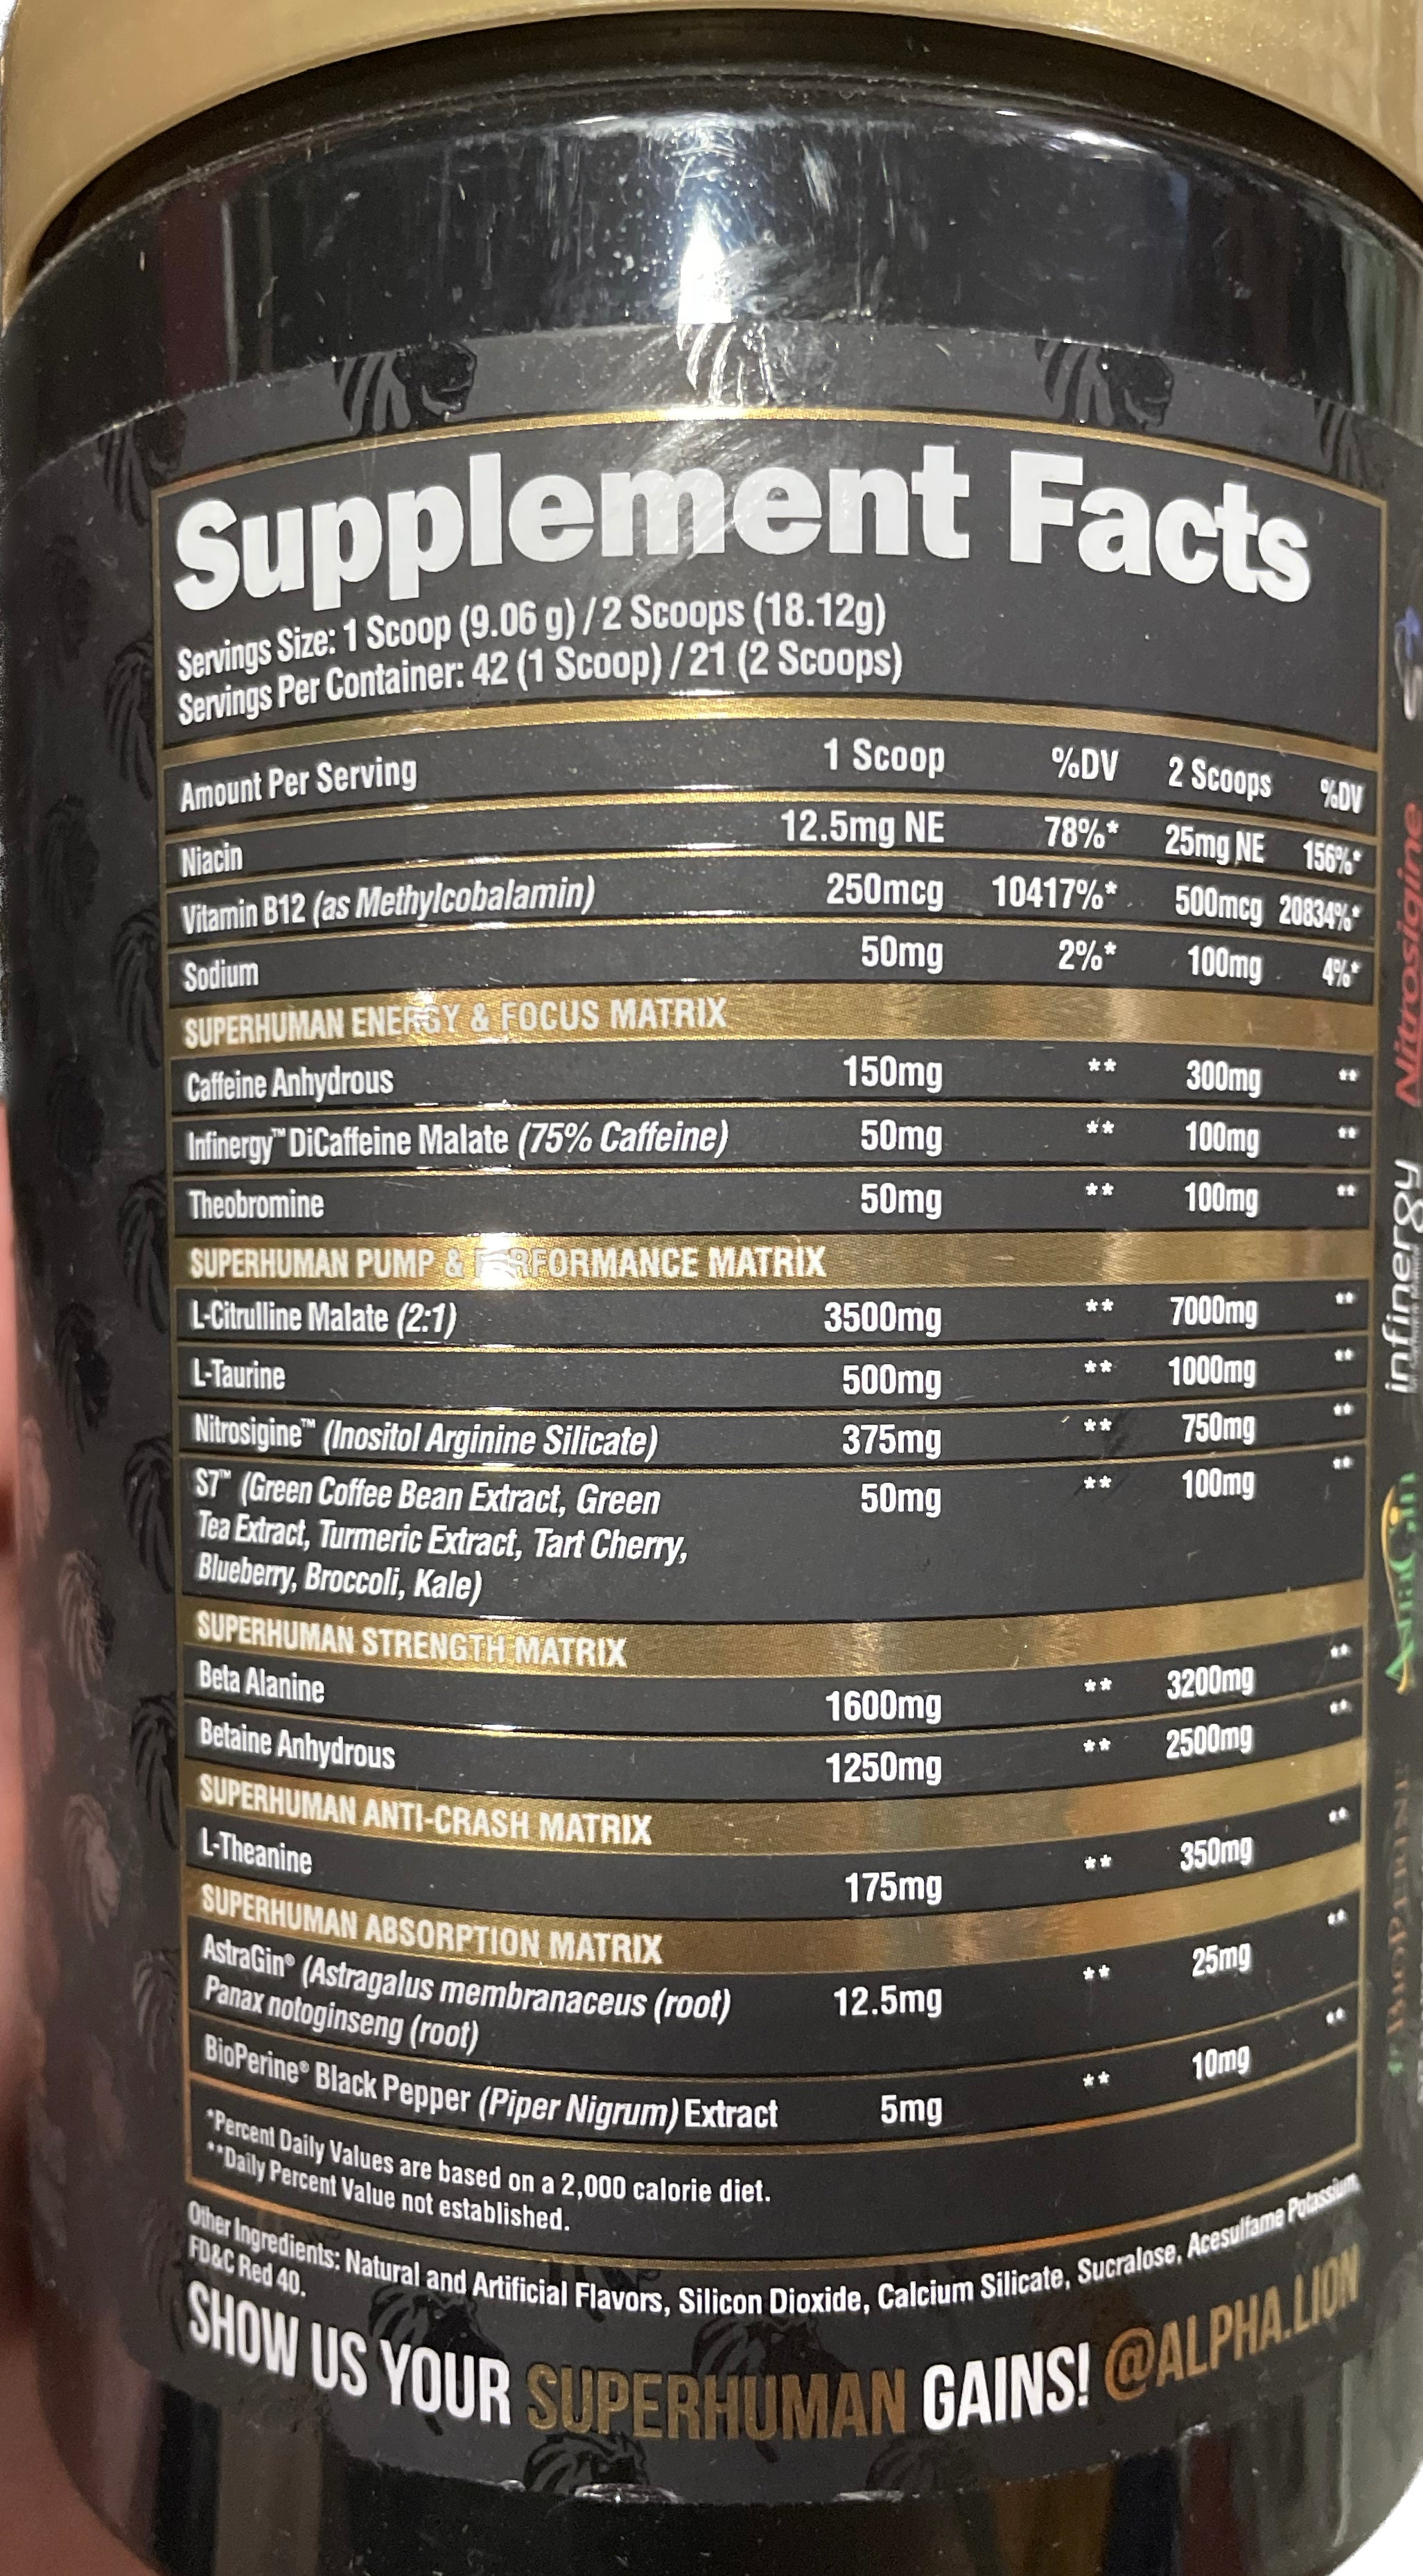 Supplement Facts
Servings Size: 1 Scoop (9.06 g) / 2 Scoops (18.12g)
Servings Per Container: 42 (1 Scoop) / 21 (2 Scoops)
Amount Per Serving 1 Scoop %DV 2 Scoops %DV
Niacin 12.5mg NE 78%* 25mg NE 156%*
Vitamin B12 (as Methylcobalamin) 250mcg 10417%* 500mcg 20834%*
Sodium 50mg 2%* 100mg 4%*
SUPERHUMAN ENERGY & FOCUS MATRIX
Caffeine Anhydrous 150mg ** 300mg **
Infinergy™ DiCaffeine Malate (75% Caffeine) 50mg ** 100mg **
Theobromine 50mg ** 100mg **
SUPERHUMAN PUMP & PERFORMANCE MATRIX
L-Citrulline Malate (2:1) 3500mg ** 7000mg **
L-Taurine 500mg ** 1000mg **
Nitrosigine™ (Inositol Arginine Silicate) 375mg ** 750mg **
S7™ (Green Coffee Bean Extract, Green 50mg ** 100mg **
Tea Extract, Turmeric Extract, Tart Cherry,
Blueberry, Broccoli, Kale)
SUPERHUMAN STRENGTH MATRIX
Beta Alanine 1600mg ** 3200mg **
Betaine Anhydrous 1250mg ** 2500mg **
SUPERHUMAN ANTI-CRASH MATRIX
L-Theanine 175mg ** 350mg **
SUPERHUMAN ABSORPTION MATRIX
AstraGin® (Astragalus membranaceus (root) 12.5mg ** 25mg **
Panax notoginseng (root)
BioPerine® Black Pepper (Piper Nigrum) Extract 5mg ** 10mg **
*Percent Daily Values are based on a 2,000 calorie diet.
**Daily Percent Value not established.
Other Ingredients: Natural and Artificial Flavors, Silicon Dioxide, Calcium Silicate, Sucralose, Acesulfame Potassium,
FD&C Red 40.
SHOW US YOUR SUPERHUMAN GAINS! @ALPHA.LION
Nitrosigine
infinergy
AstraGin
BIOPERINE